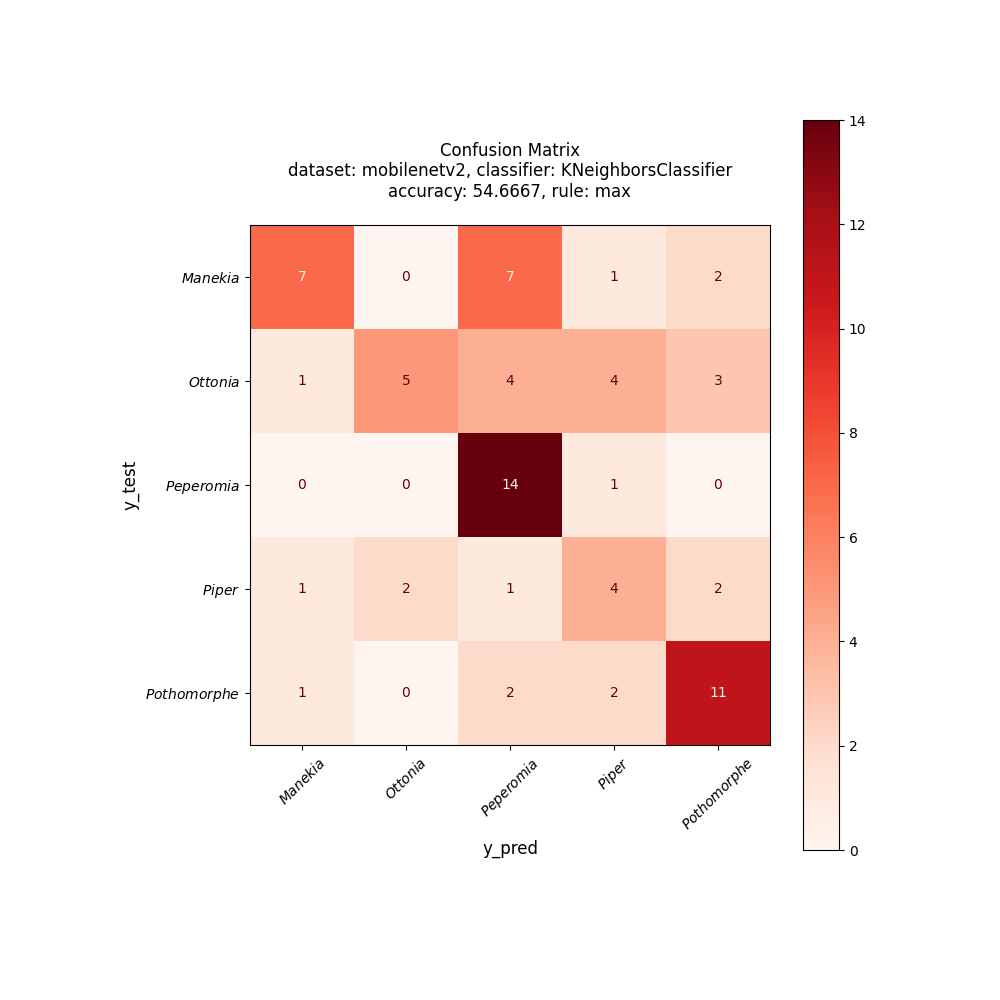 Confusion Matrix
dataset: mobilenetv2, classifier: KNeighborsClassifier
accuracy: 54.6667, rule: max
14
12
10
8
6
4
2
0
y_test
Manekia 7 0 7 1 2
Ottonia 1 5 4 4 3
Peperomia 0 0 14 1 0
Piper 1 2 1 4 2
Pothomorphe 1 0 2 2 11
Manekia Ottonia Peperomia Piper Pothomorphe
y_pred